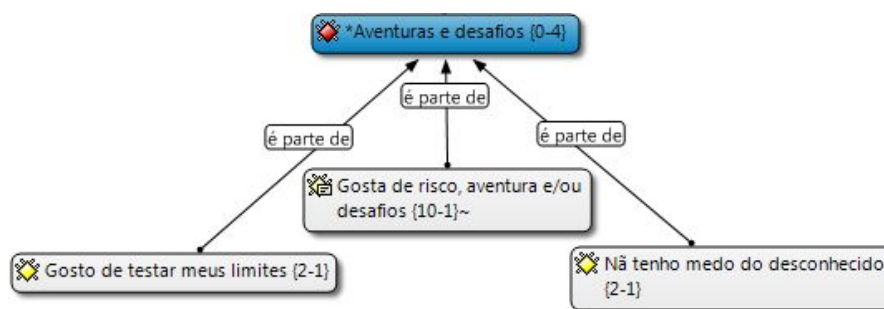 *Aventuras e desafios {0-4}
é parte de
é parte de
é parte de
Gosta de risco, aventura e/ou
desafios {10-1}~
Gosto de testar meus limites {2-1}
Nã tenho medo do desconhecido
{2-1}